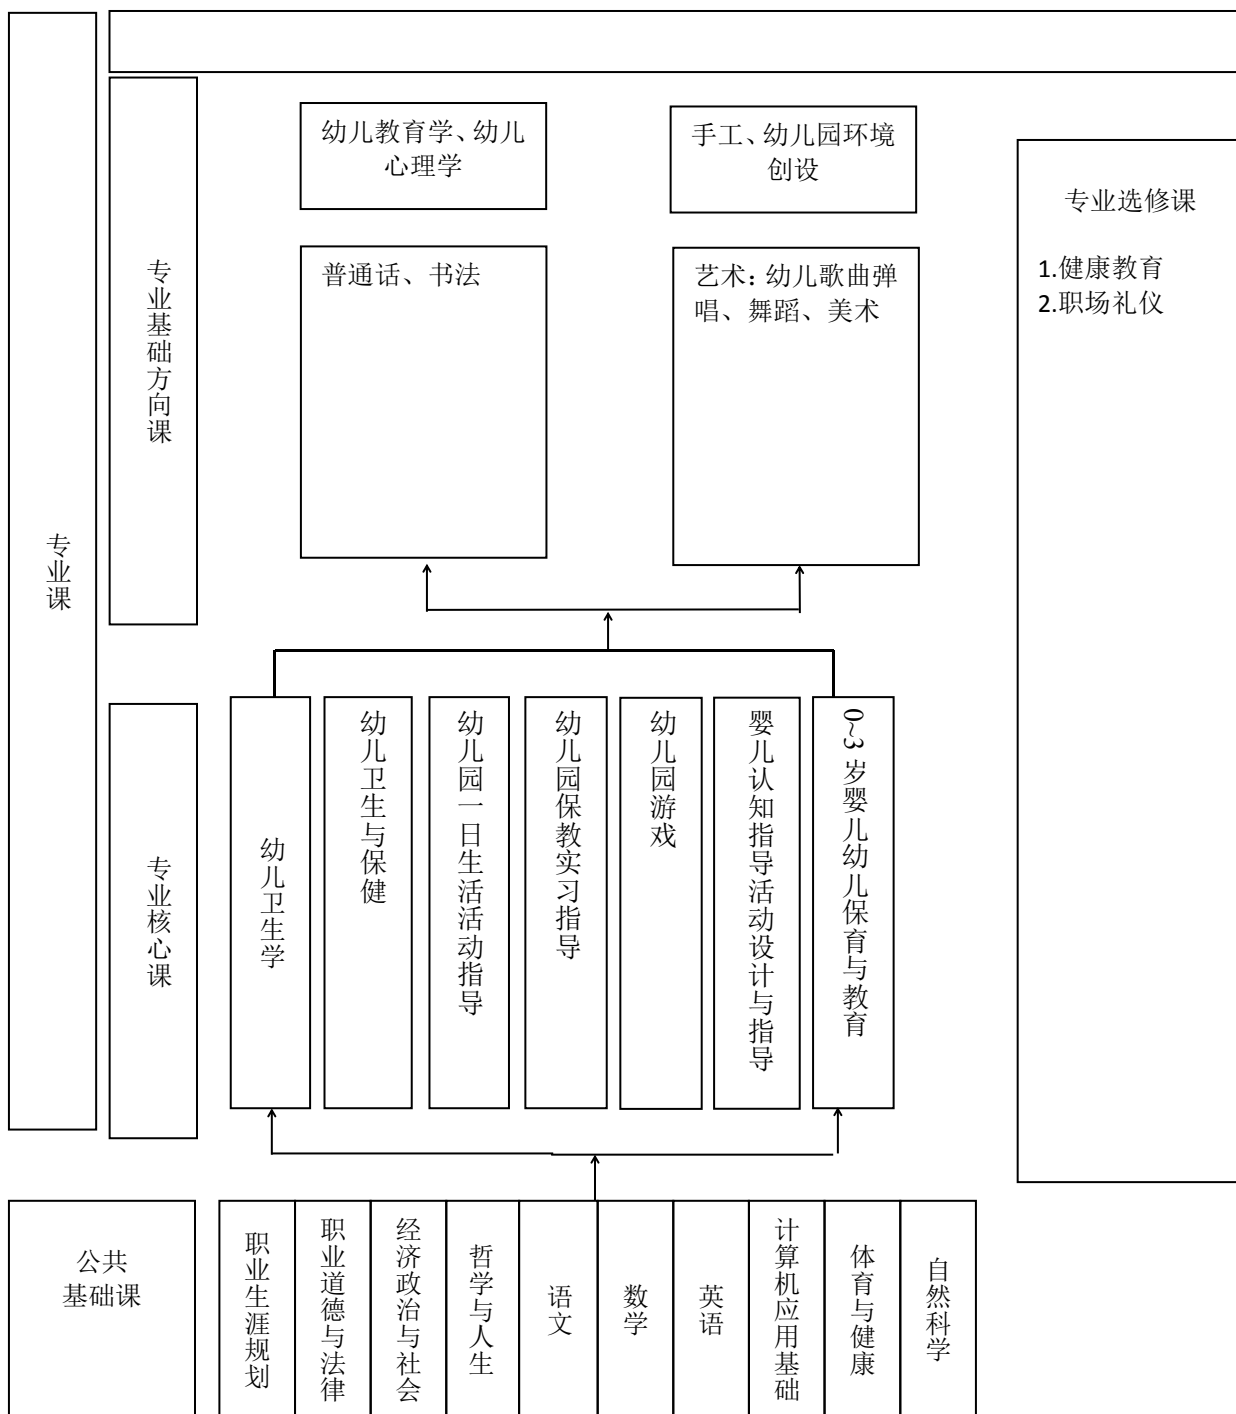 幼儿教育学、幼儿
心理学
手工、幼儿园环境
创设
专业选修课
1.健康教育
2.职场礼仪
普通话、书法
艺术：幼儿歌曲弹
唱、舞蹈、美术
专业基础方向课
专业课
专业核心课
幼儿卫生学
幼儿卫生与保健
幼儿园一日生活活动指导
幼儿园保教实习指导
幼儿园游戏
婴儿认知指导活动设计与指导
0~3 岁婴儿幼儿保育与教育
公共
基础课
职业生涯规划
职业道德与法律
经济政治与社会
哲学与人生
语文
数学
英语
计算机应用基础
体育与健康
自然科学